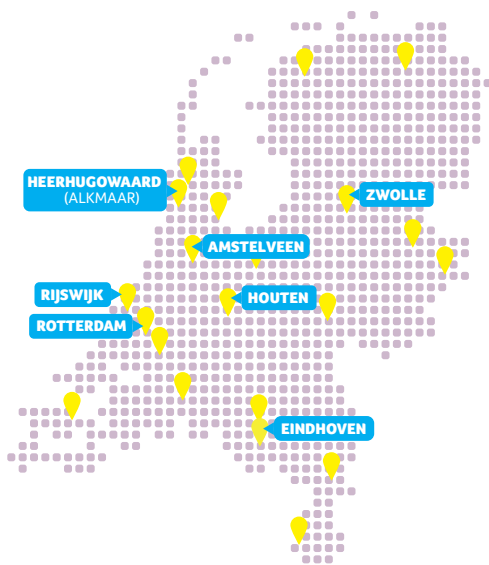 HEERHUGOWAARD
(ALKMAAR)
ZWOLLE
AMSTELVEEN
RIJSWIJK
HOUTEN
ROTTERDAM
EINDHOVEN